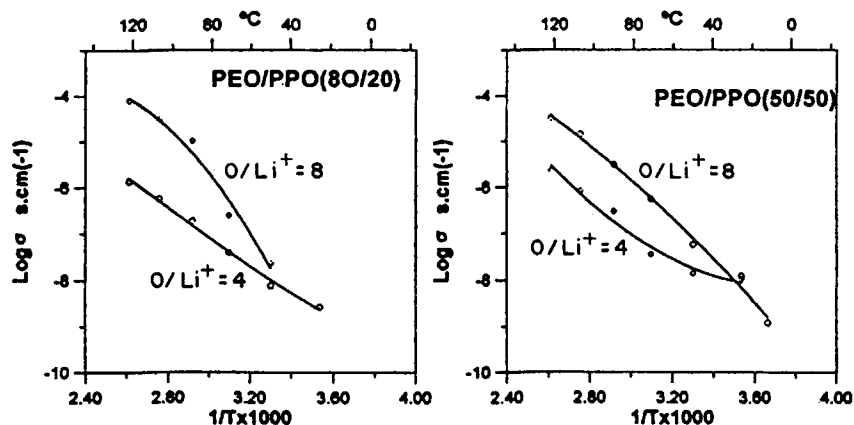 °C
120 80 40 0
PEO/PPO(80/20)
-4
-6
-8
-10
Log σ s.cm(-1)
O/Li+=8
O/Li+=4
2.40 2.80 3.20 3.60 4.00
1/Tx1000
°C
120 80 40 0
PEO/PPO(50/50)
-4
-6
-8
-10
Log σ s.cm(-1)
O/Li+=8
O/Li+=4
2.40 2.80 3.20 3.60 4.00
1/Tx1000